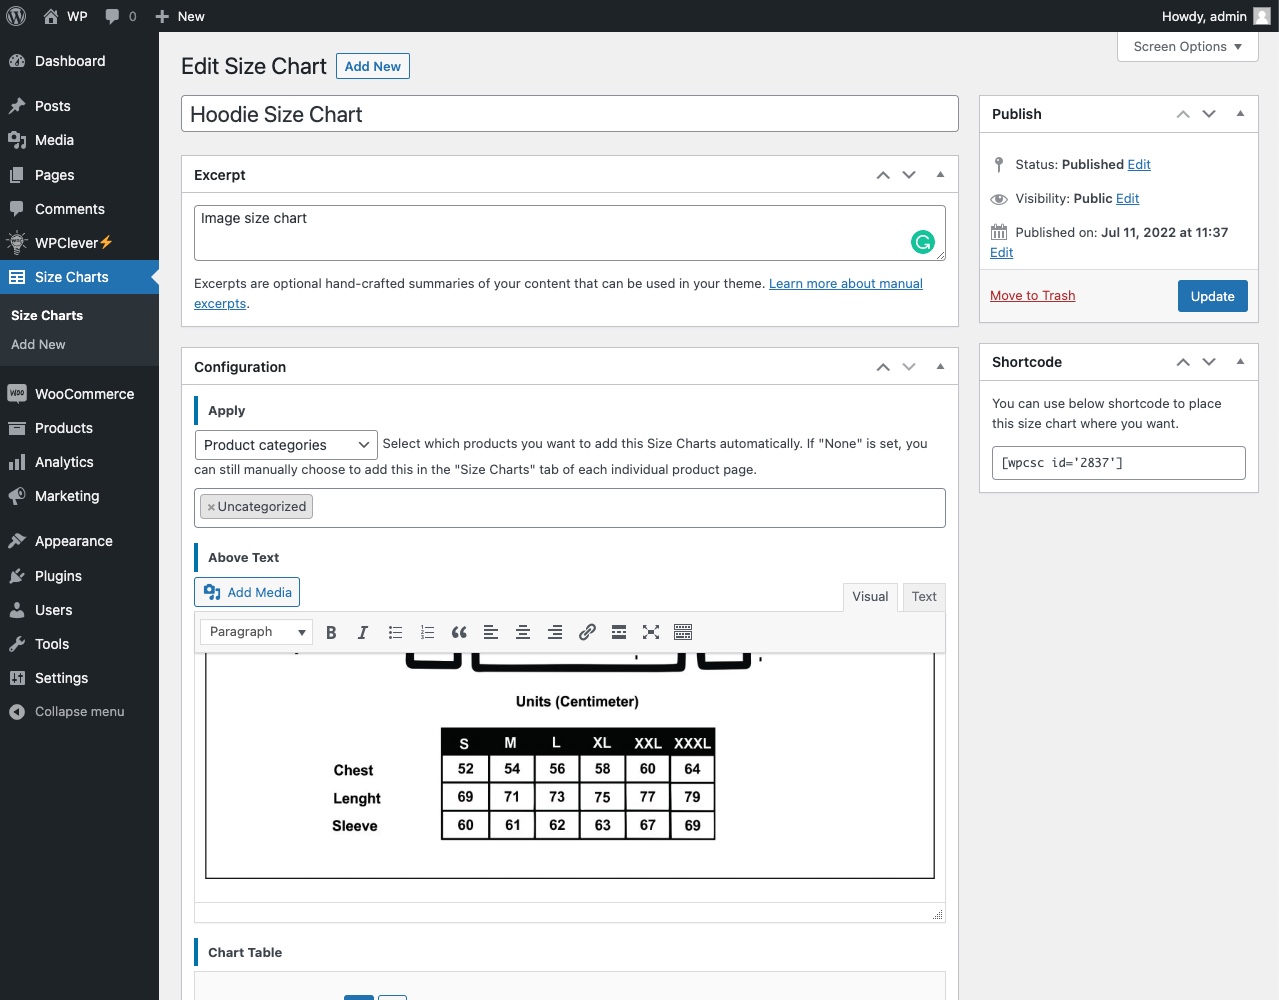 WP 0 New Howdy, admin
Screen Options
Dashboard
Posts
Media
Pages
Comments
WPClever
Size Charts
Size Charts
Add New
WooCommerce
Products
Analytics
Marketing
Appearance
Plugins
Users
Tools
Settings
Collapse menu
Edit Size Chart Add New
Hoodie Size Chart
Excerpt
Image size chart
Excerpts are optional hand-crafted summaries of your content that can be used in your theme. Learn more about manual
excerpts.
Configuration
Apply
Product categories Select which products you want to add this Size Charts automatically. If "None" is set, you
can still manually choose to add this in the "Size Charts" tab of each individual product page.
× Uncategorized
Above Text
Add Media Visual Text
Paragraph B I
Units (Centimeter)
S M L XL XXL XXXL
Chest 52 54 56 58 60 64
Lenght 69 71 73 75 77 79
Sleeve 60 61 62 63 67 69
Chart Table
Publish
Status: Published Edit
Visibility: Public Edit
Published on: Jul 11, 2022 at 11:37
Edit
Move to Trash Update
Shortcode
You can use below shortcode to place
this size chart where you want.
[wpcsc id='2837']